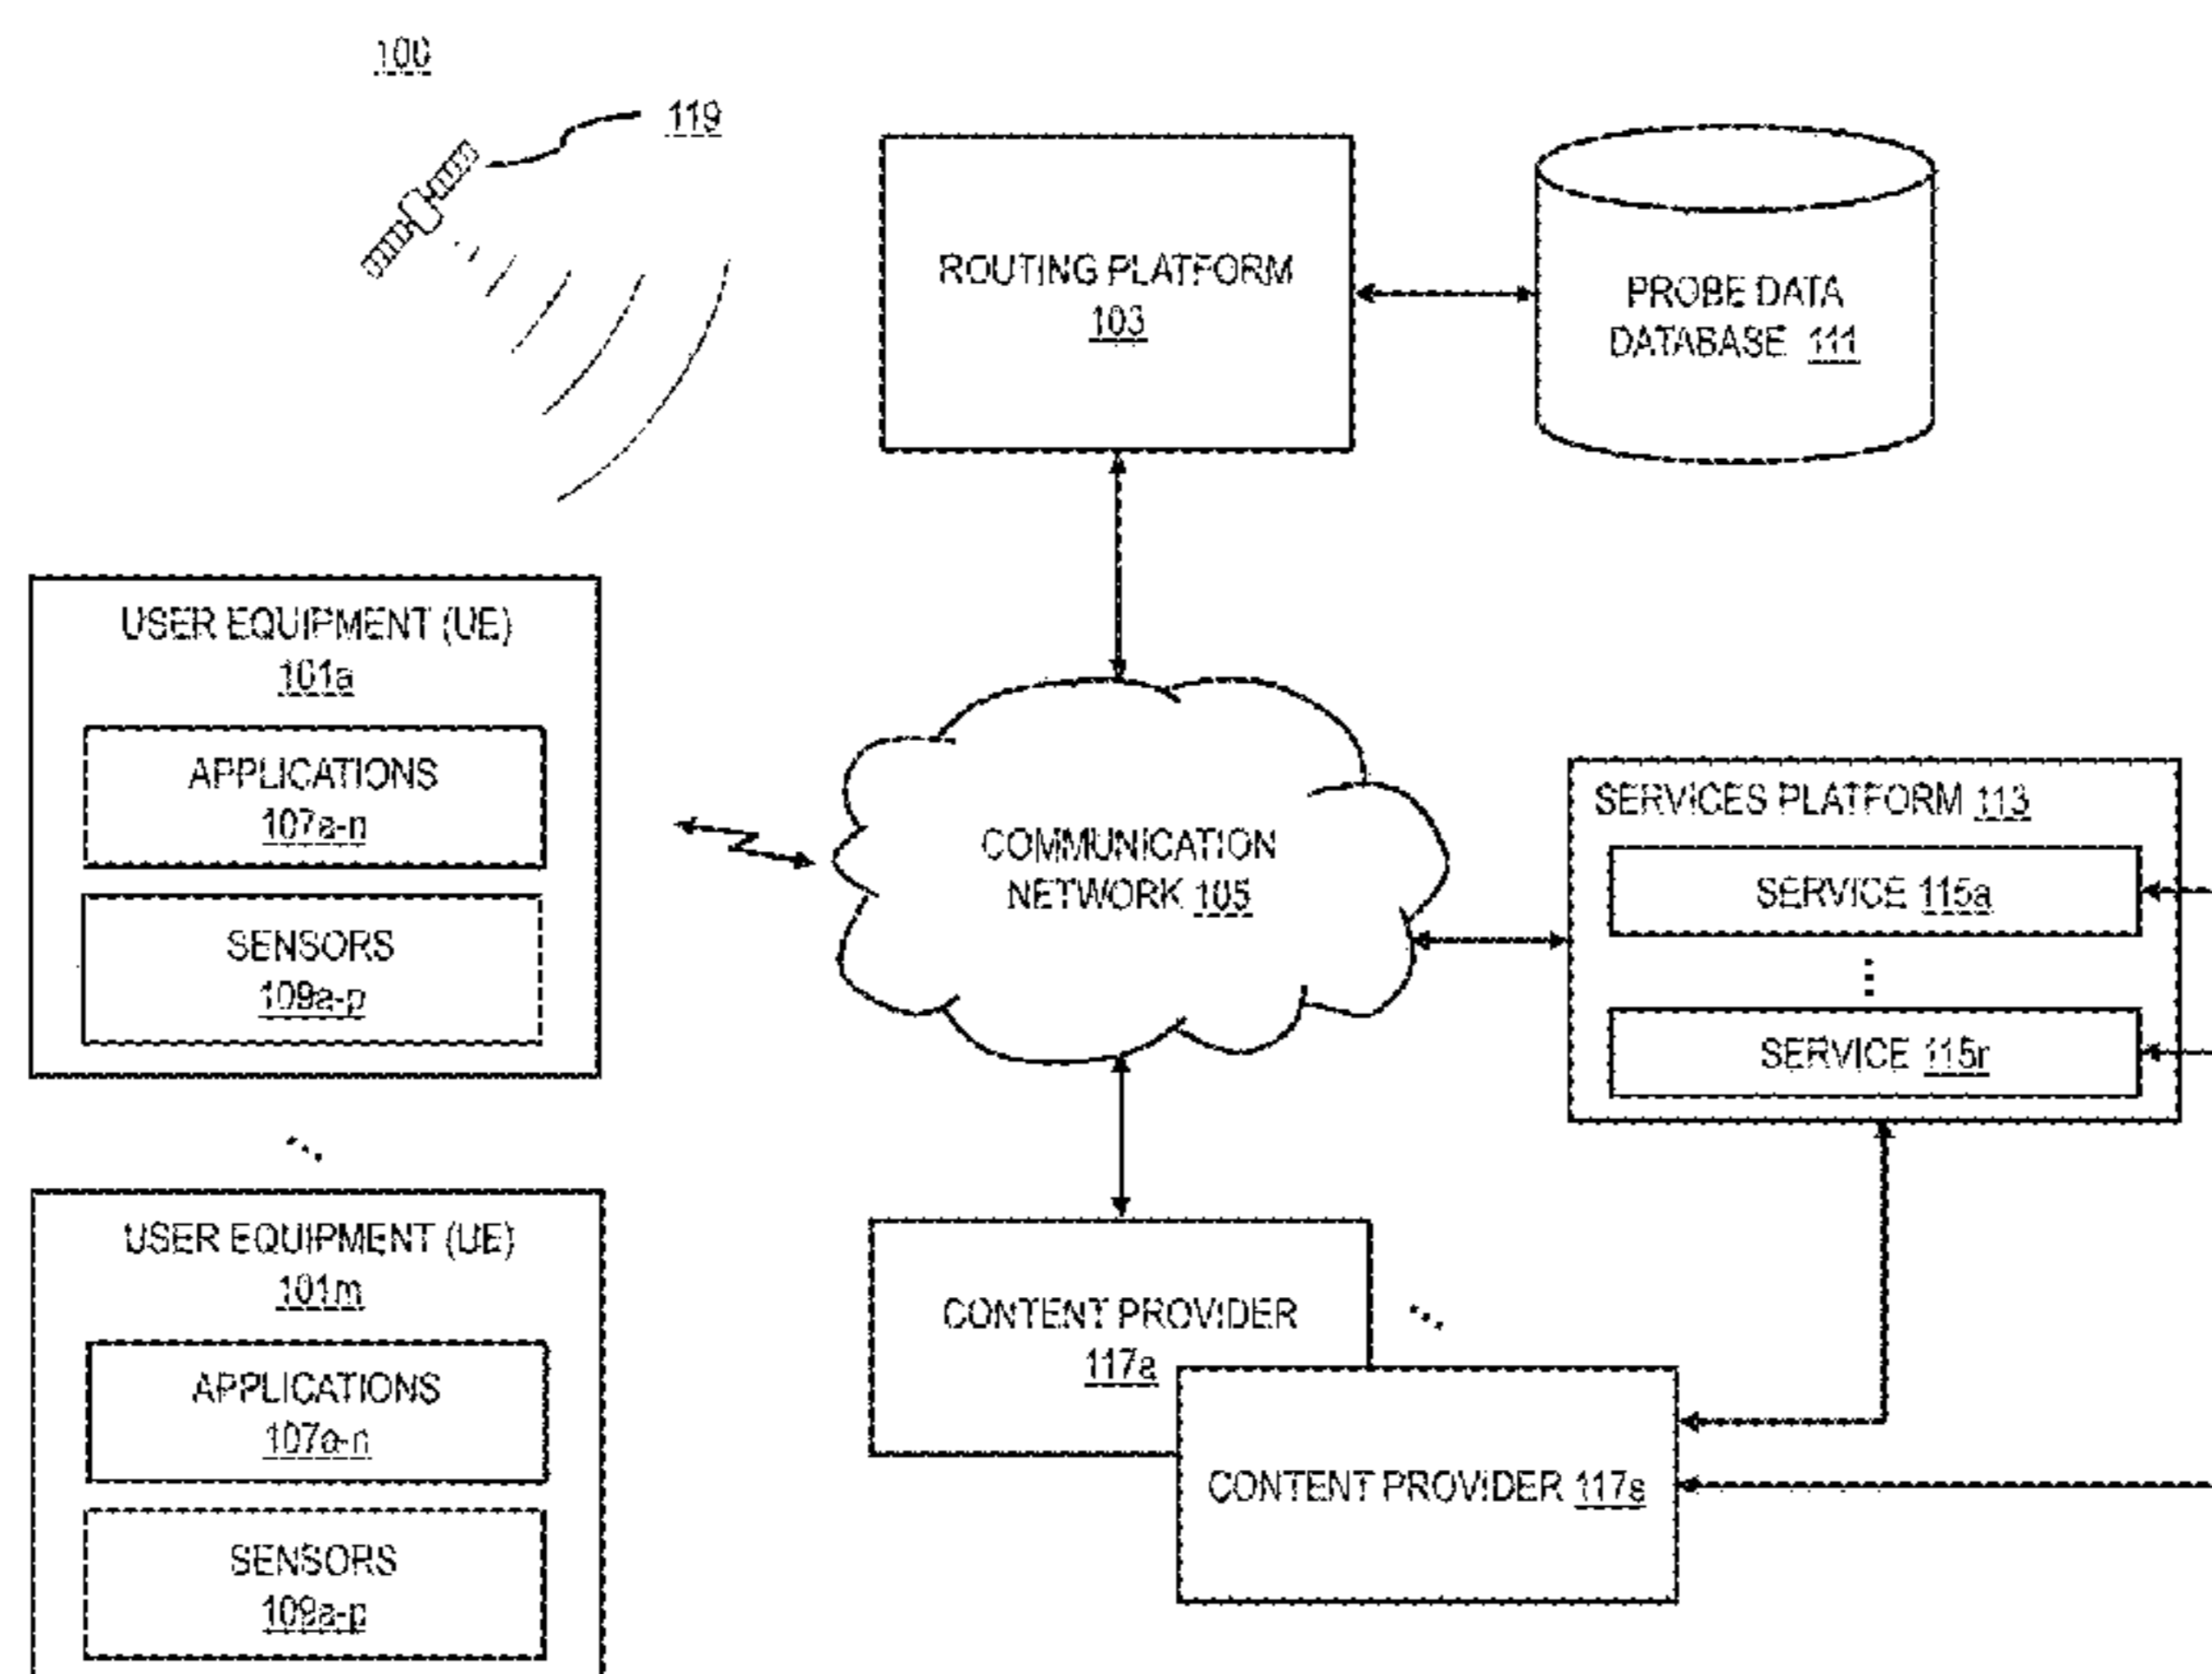 100
119
ROUTING PLATFORM
103
PROBE DATA
DATABASE 111
USER EQUIPMENT (UE)
101a
APPLICATIONS
107a-n
SENSORS
109a-p
COMMUNICATION
NETWORK 105
SERVICES PLATFORM 113
SERVICE 115a
SERVICE 115r
USER EQUIPMENT (UE)
101m
APPLICATIONS
107a-n
SENSORS
109a-p
CONTENT PROVIDER
117a
CONTENT PROVIDER 117s